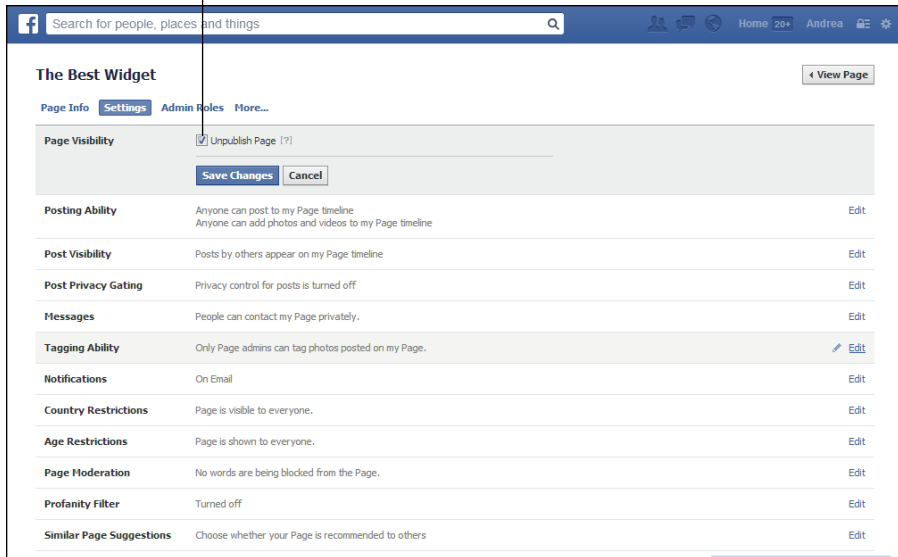 f Search for people, places and things Home 20+ Andrea
The Best Widget
View Page
Page Info Settings Admin Roles More...
Page Visibility Unpublish Page [?]
Save Changes Cancel
Posting Ability Anyone can post to my Page timeline Edit
Anyone can add photos and videos to my Page timeline
Post Visibility Posts by others appear on my Page timeline Edit
Post Privacy Gating Privacy control for posts is turned off Edit
Messages People can contact my Page privately. Edit
Tagging Ability Only Page admins can tag photos posted on my Page. Edit
Notifications On Email Edit
Country Restrictions Page is visible to everyone. Edit
Age Restrictions Page is shown to everyone. Edit
Page Moderation No words are being blocked from the Page. Edit
Profanity Filter Turned off Edit
Similar Page Suggestions Choose whether your Page is recommended to others Edit